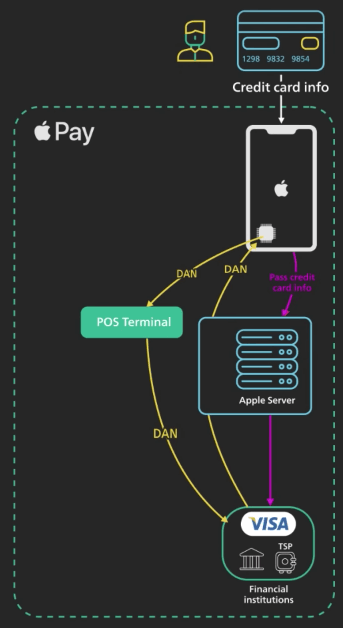 1298 9832 9854
Credit card info
Pay
DAN
DAN
Pass credit
card info
POS Terminal
Apple Server
DAN
VISA
TSP
Financial
institutions